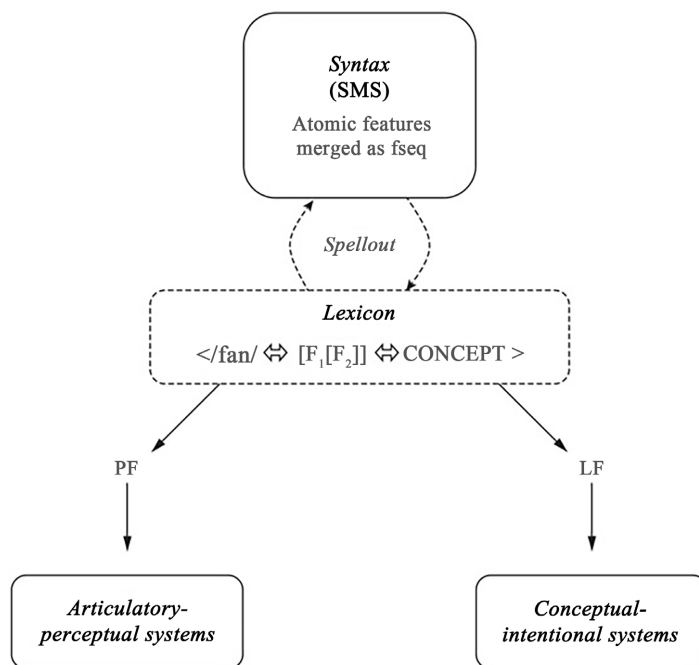 Syntax
(SMS)
Atomic features
merged as fseq
Spellout
Lexicon
</fan/ ⇔ [F₁[F₂]] ⇔ CONCEPT >
PF
LF
Articulatory-
perceptual systems
Conceptual-
intentional systems